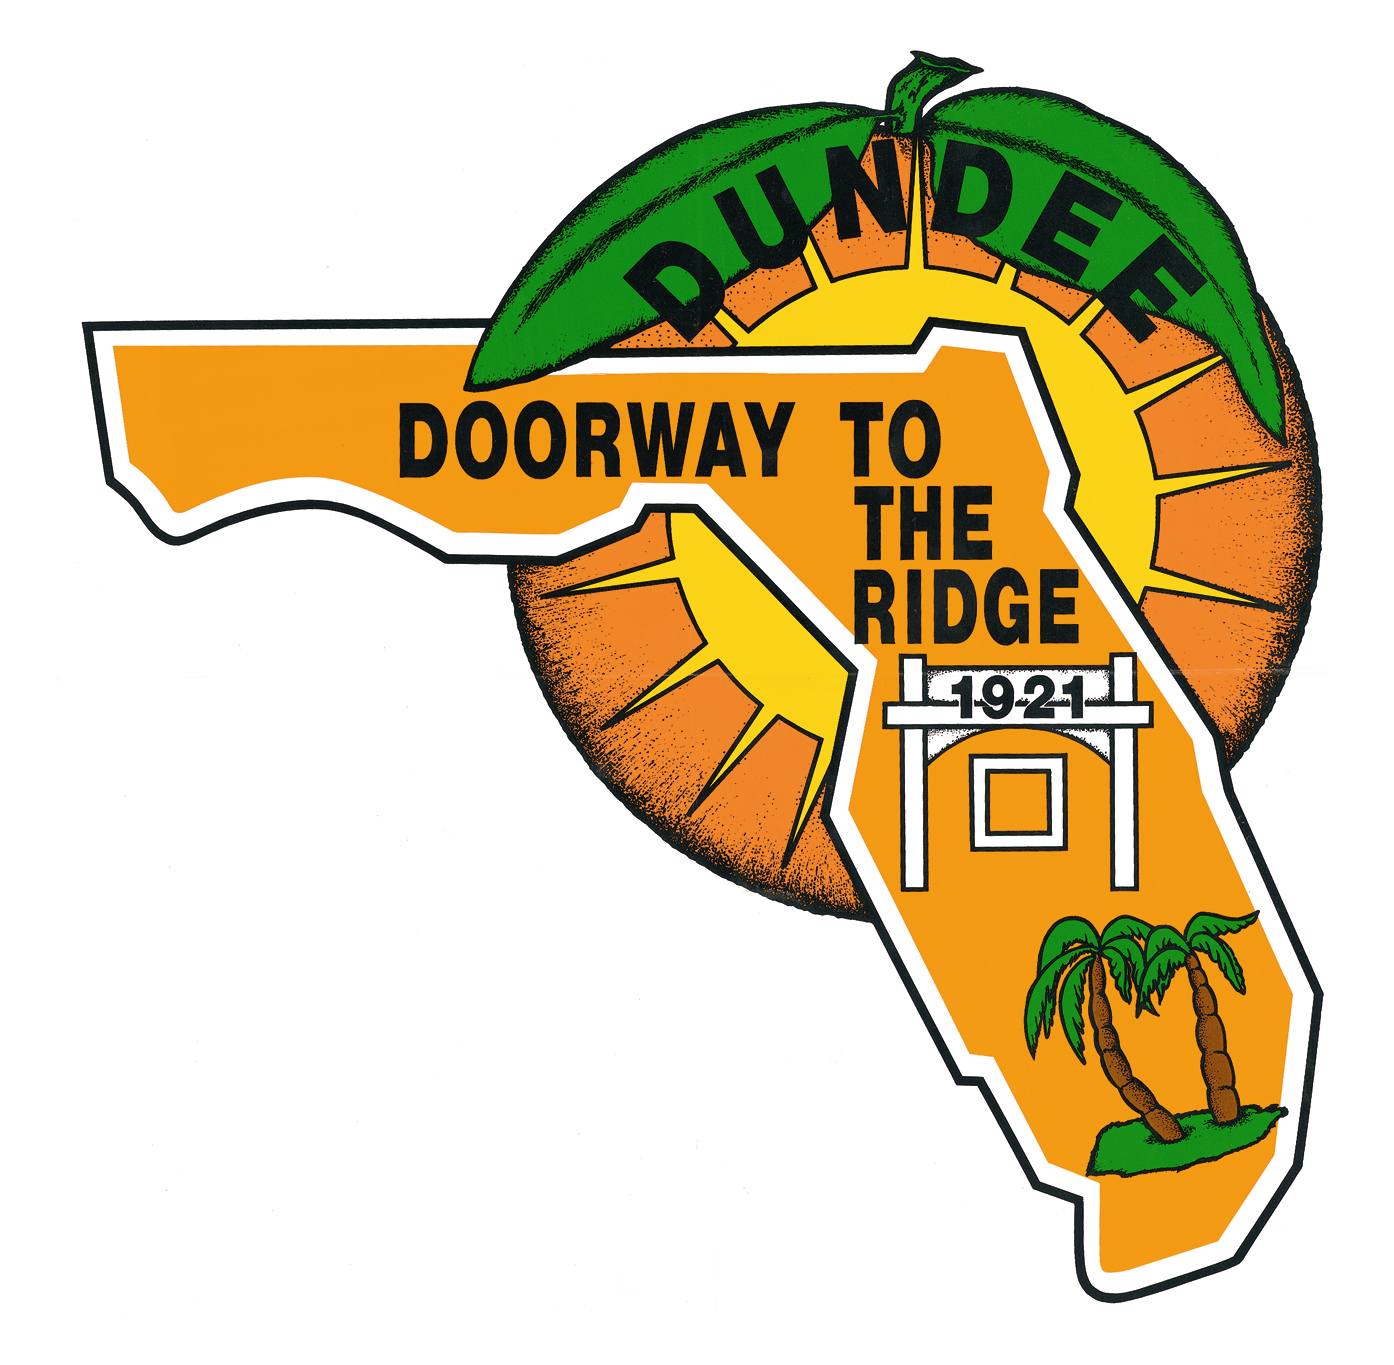 DUNDEE
DOORWAY TO
THE
RIDGE
1921